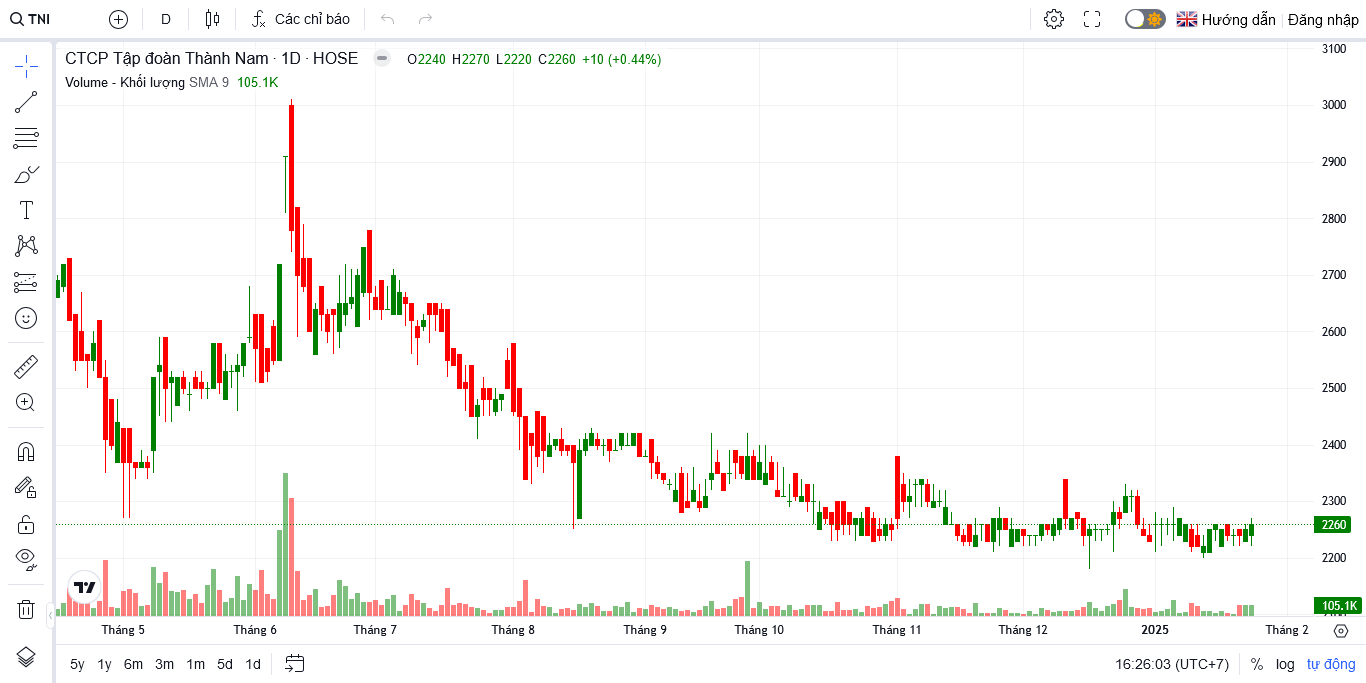 TNI D Các chỉ báo Hướng dẫn Đăng nhập
CTCP Tập đoàn Thành Nam · 1D · HOSE O2240 H2270 L2220 C2260 +10 (+0.44%)
Volume - Khối lượng SMA 9 105.1K
3100
3000
2900
2800
2700
2600
2500
2400
2300
2260
2200
105.1K
Tháng 5 Tháng 6 Tháng 7 Tháng 8 Tháng 9 Tháng 10 Tháng 11 Tháng 12 2025 Tháng 2
5y 1y 6m 3m 1m 5d 1d 16:26:03 (UTC+7) % log tự động